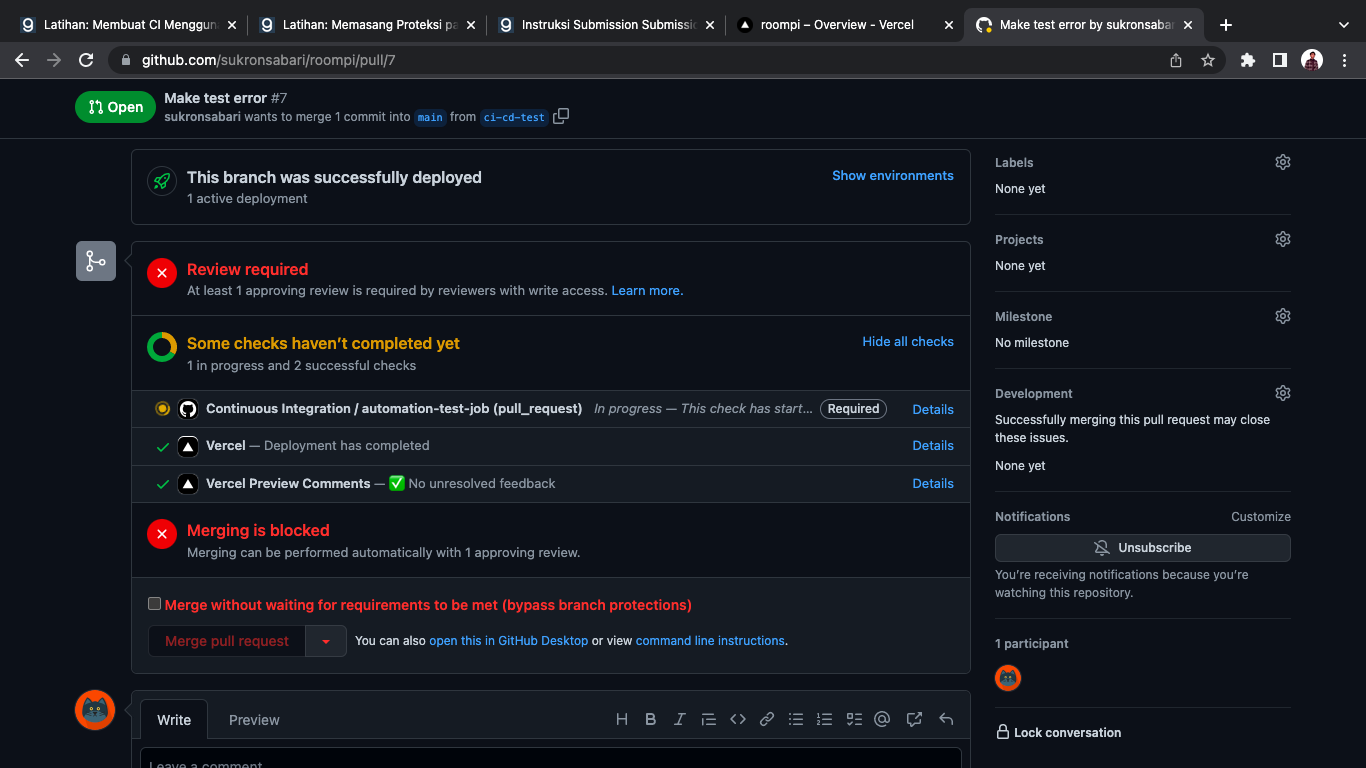 Latihan: Membuat CI Menggun
Latihan: Memasang Proteksi pa
Instruksi Submission Submissi
roompi – Overview - Vercel
Make test error by sukronsabar
github.com/sukronsabari/roompi/pull/7
Open
Make test error #7
sukronsabari wants to merge 1 commit into main from ci-cd-test
This branch was successfully deployed
1 active deployment
Show environments
Review required
At least 1 approving review is required by reviewers with write access. Learn more.
Some checks haven’t completed yet
1 in progress and 2 successful checks
Hide all checks
Continuous Integration / automation-test-job (pull_request) In progress — This check has start... Required Details
Vercel — Deployment has completed Details
Vercel Preview Comments — ✅ No unresolved feedback Details
Merging is blocked
Merging can be performed automatically with 1 approving review.
Merge without waiting for requirements to be met (bypass branch protections)
Merge pull request
You can also open this in GitHub Desktop or view command line instructions.
Write Preview
Leave a comment
Labels
None yet
Projects
None yet
Milestone
No milestone
Development
Successfully merging this pull request may close
these issues.
None yet
Notifications Customize
Unsubscribe
You’re receiving notifications because you’re
watching this repository.
1 participant
Lock conversation